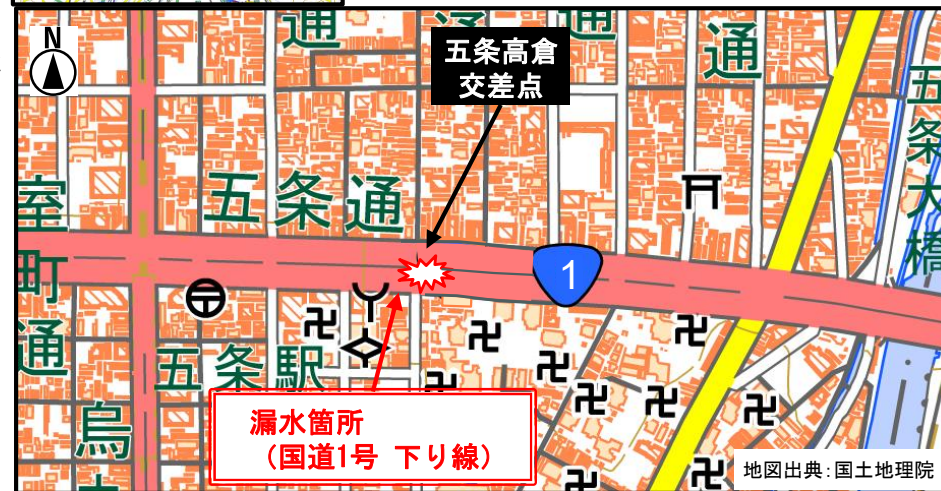 N
通
通
通
通
五条高倉
交差点
五条大橋
室町通
五条通
1
五条駅
烏
漏水箇所
（国道1号 下り線）
地図出典：国土地理院